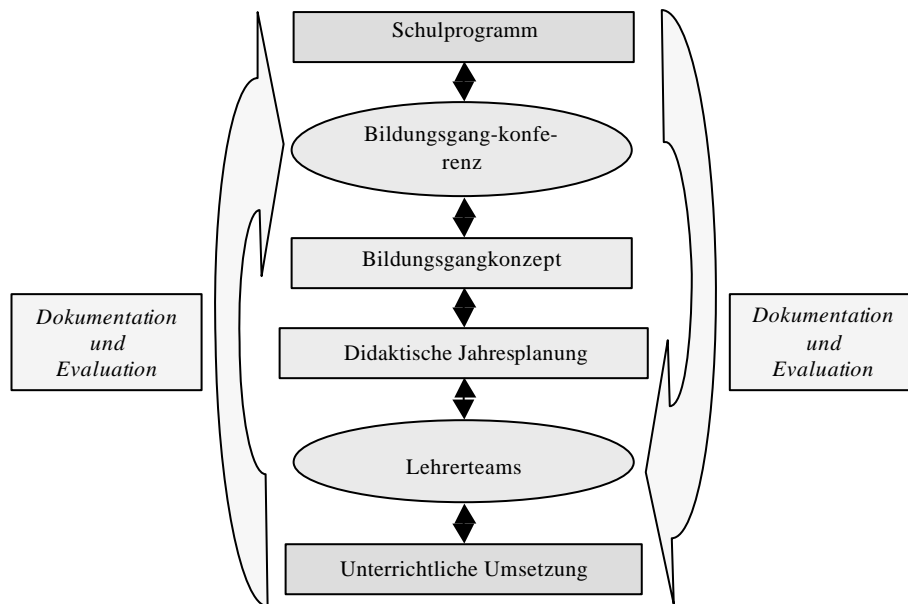 Schulprogramm
Bildungsgang-konfe-
renz
Bildungsgangkonzept
Dokumentation
und
Evaluation
Dokumentation
und
Evaluation
Didaktische Jahresplanung
Lehrerteams
Unterrichtliche Umsetzung